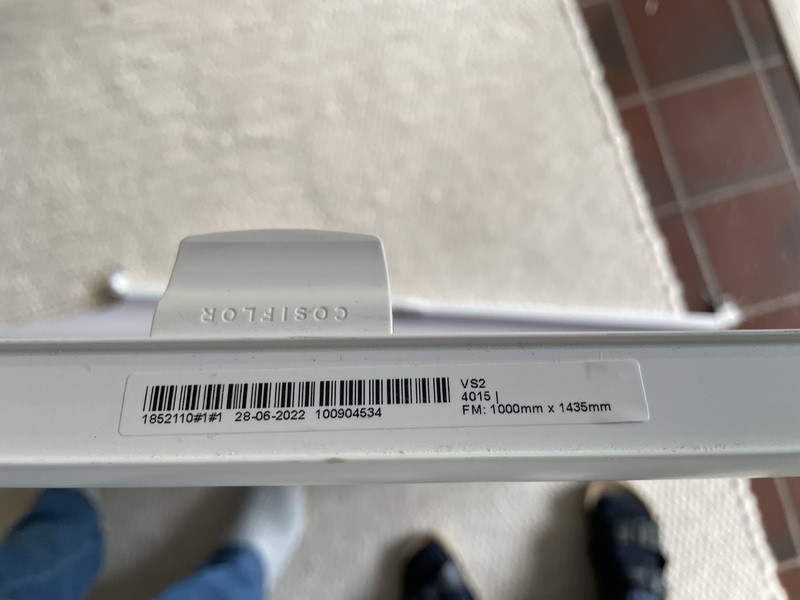 COSIFLOR
VS2
4015 |
1852110#1#1 28-06-2022 100904534
FM: 1000mm x 1435mm